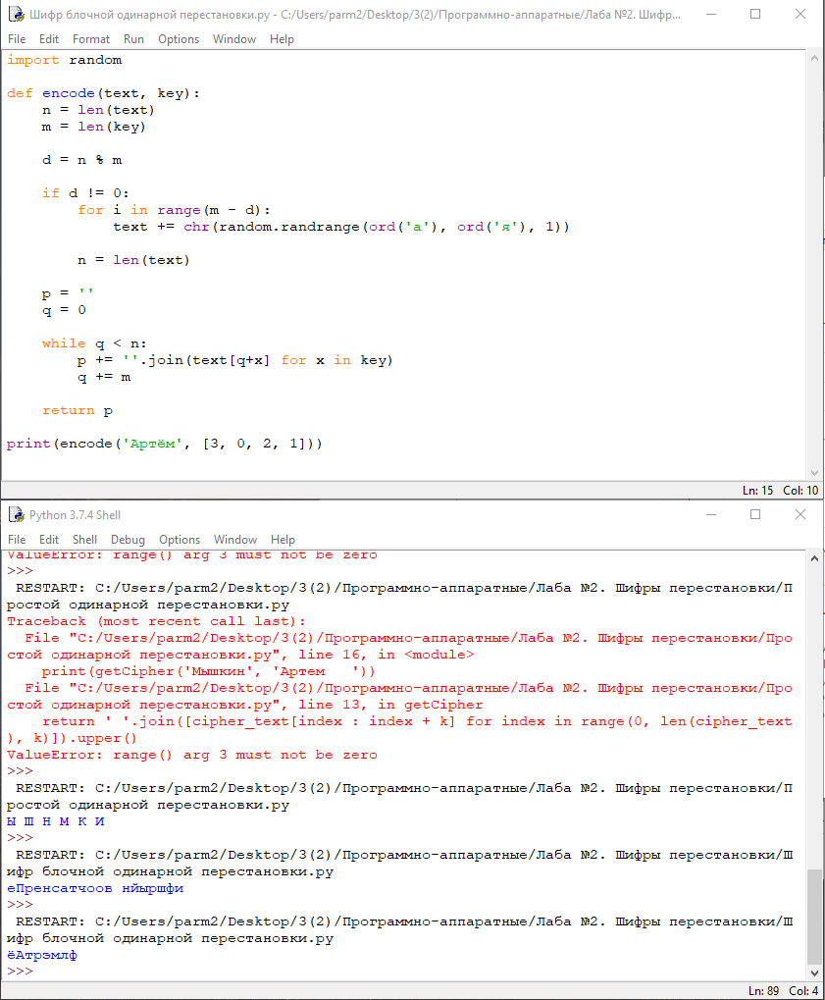 Шифр блочной одинарной перестановки.py - C:/Users/parm2/Desktop/3(2)/Программно-аппаратные/Лаба №2. Шифр...
File Edit Format Run Options Window Help
import random
def encode(text, key):
    n = len(text)
    m = len(key)
    d = n % m
    if d != 0:
        for i in range(m - d):
            text += chr(random.randrange(ord('а'), ord('я'), 1))
        n = len(text)
    p = ''
    q = 0
    while q < n:
        p += ''.join(text[q+x] for x in key)
        q += m
    return p
print(encode('Артём', [3, 0, 2, 1]))
Ln: 15 Col: 10
Python 3.7.4 Shell
File Edit Shell Debug Options Window Help
ValueError: range() arg 3 must not be zero
>>>
 RESTART: C:/Users/parm2/Desktop/3(2)/Программно-аппаратные/Лаба №2. Шифры перестановки/П
ростой одинарной перестановки.py
Traceback (most recent call last):
  File "C:/Users/parm2/Desktop/3(2)/Программно-аппаратные/Лаба №2. Шифры перестановки/Про
стой одинарной перестановки.py", line 16, in <module>
    print(getCipher('Мышкин', 'Артем   '))
  File "C:/Users/parm2/Desktop/3(2)/Программно-аппаратные/Лаба №2. Шифры перестановки/Про
стой одинарной перестановки.py", line 13, in getCipher
    return ' '.join([cipher_text[index : index + k] for index in range(0, len(cipher_text
), k)]).upper()
ValueError: range() arg 3 must not be zero
>>>
 RESTART: C:/Users/parm2/Desktop/3(2)/Программно-аппаратные/Лаба №2. Шифры перестановки/П
ростой одинарной перестановки.py
Ы Ш Н М К И
>>>
 RESTART: C:/Users/parm2/Desktop/3(2)/Программно-аппаратные/Лаба №2. Шифры перестановки/Ш
ифр блочной одинарной перестановки.py
еПренсатчоов нйыршфи
>>>
 RESTART: C:/Users/parm2/Desktop/3(2)/Программно-аппаратные/Лаба №2. Шифры перестановки/Ш
ифр блочной одинарной перестановки.py
ёАтрэмлф
>>>
Ln: 89 Col: 4